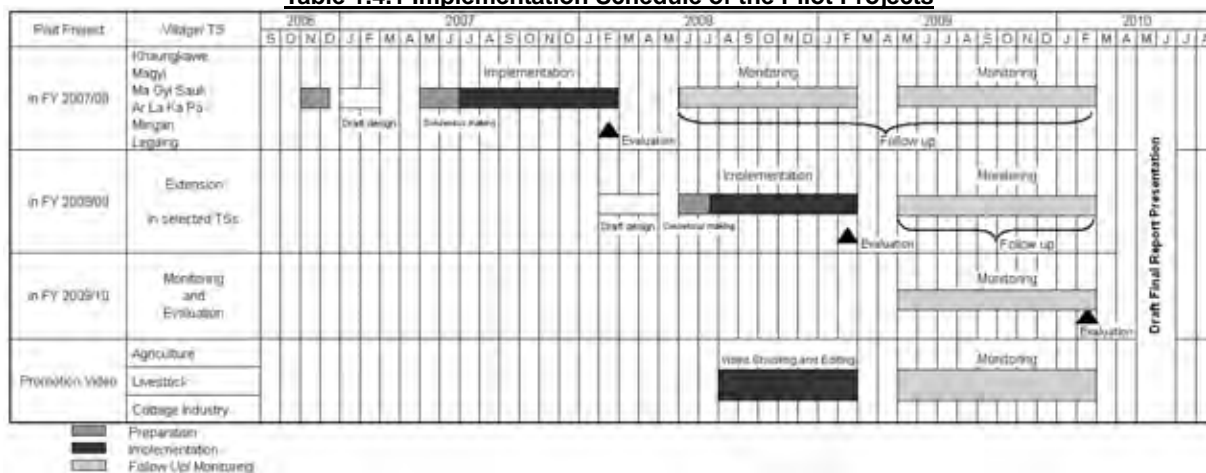 Table 1.4.1 Implementation Schedule of the Pilot Projects
Pilot Project Village/ TS 2006 2007 2008 2009 2010
S O N D J F M A M J J A S O N D J F M A M J J A S O N D J F M A M J J A S O N D J F M A M J J A
in FY 2007/08
Khaungkawe
Magyi
Ma Gyi Sauk
Ar La Ka Pa
Mingan
Legaing
Implementation Monitoring Monitoring
Draft design making
Evaluation Follow up
in FY 2008/09
Extension
in selected TSs
Implementation Monitoring
Draft design making
Evaluation Follow up
in FY 2009/10
Monitoring
and
Evaluation
Monitoring
Evaluation
Draft Final Report Presentation
Promotion Video
Agriculture
Livestock
Cottage Industry
Video Shooting and Editing Monitoring
Preparation
Implementation
Follow Up/ Monitoring